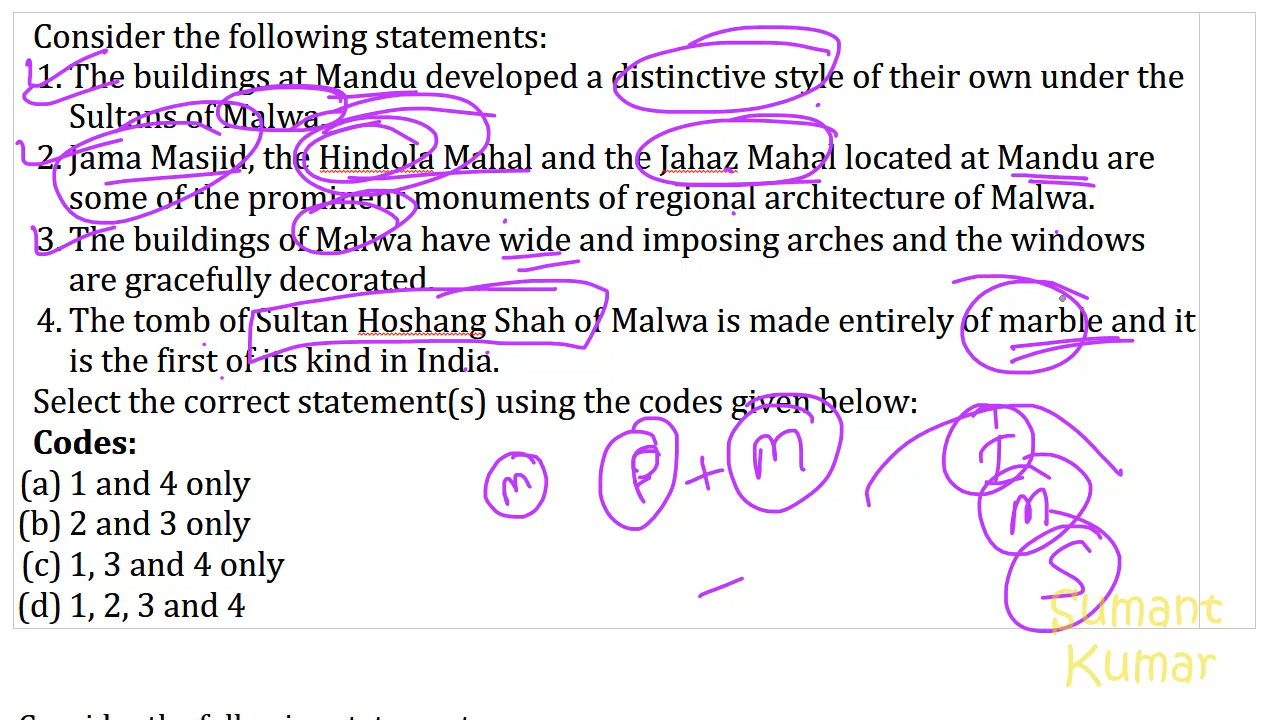 Consider the following statements:
1. The buildings at Mandu developed a distinctive style of their own under the
Sultans of Malwa.
2. Jama Masjid, the Hindola Mahal and the Jahaz Mahal located at Mandu are
some of the prominent monuments of regional architecture of Malwa.
3. The buildings of Malwa have wide and imposing arches and the windows
are gracefully decorated.
4. The tomb of Sultan Hoshang Shah of Malwa is made entirely of marble and it
is the first of its kind in India.
Select the correct statement(s) using the codes given below:
Codes:
(a) 1 and 4 only
(b) 2 and 3 only
(c) 1, 3 and 4 only
(d) 1, 2, 3 and 4
m P + m I
m
S
Sumant
Kumar